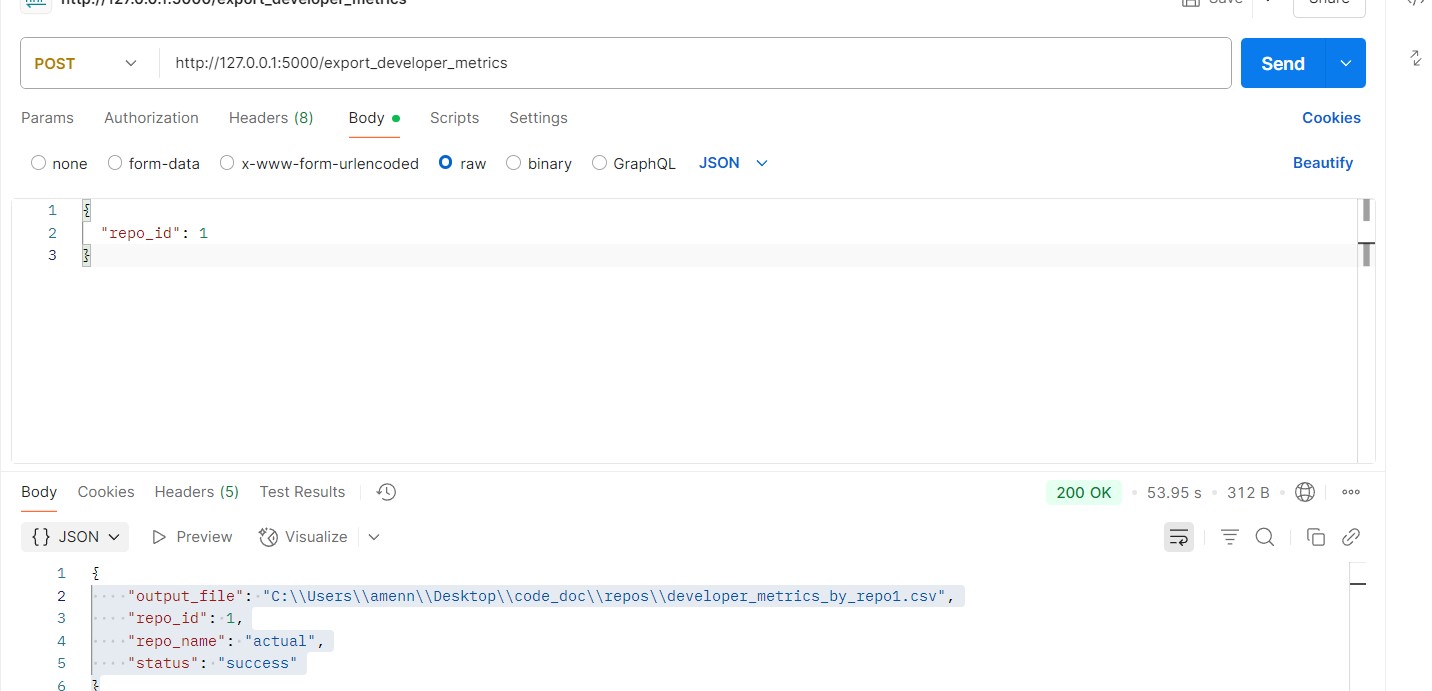 http://127.0.0.1:5000/export_developer_metrics
Save
Share
POST
http://127.0.0.1:5000/export_developer_metrics
Send
Params
Authorization
Headers (8)
Body
Scripts
Settings
Cookies
none
form-data
x-www-form-urlencoded
raw
binary
GraphQL
JSON
Beautify
1 {
2 "repo_id": 1
3 }
Body
Cookies
Headers (5)
Test Results
200 OK
53.95 s
312 B
{} JSON
Preview
Visualize
1 {
2 "output_file": "C:\\Users\\amenn\\Desktop\\code_doc\\repos\\developer_metrics_by_repo1.csv",
3 "repo_id": 1,
4 "repo_name": "actual",
5 "status": "success"
6 }